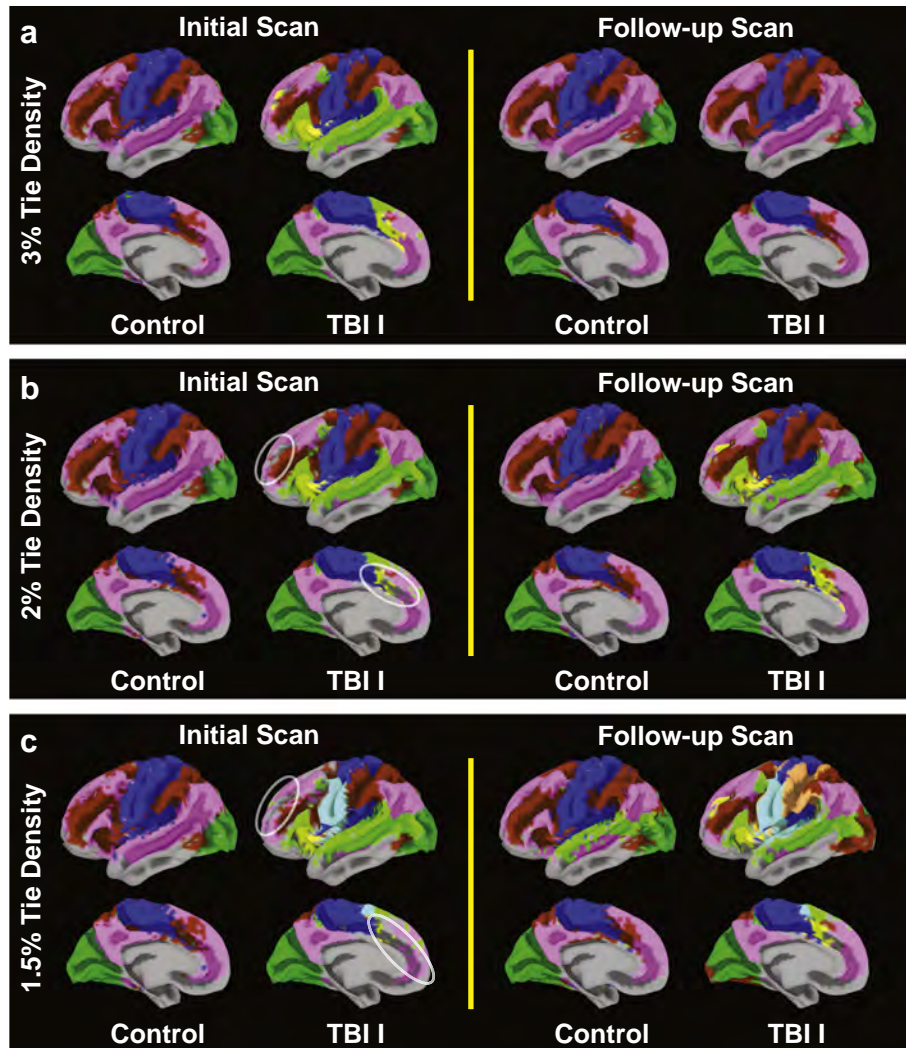 a
Initial Scan
Follow-up Scan
3% Tie Density
Control
TBI I
Control
TBI I
b
Initial Scan
Follow-up Scan
2% Tie Density
Control
TBI I
Control
TBI I
c
Initial Scan
Follow-up Scan
1.5% Tie Density
Control
TBI I
Control
TBI I